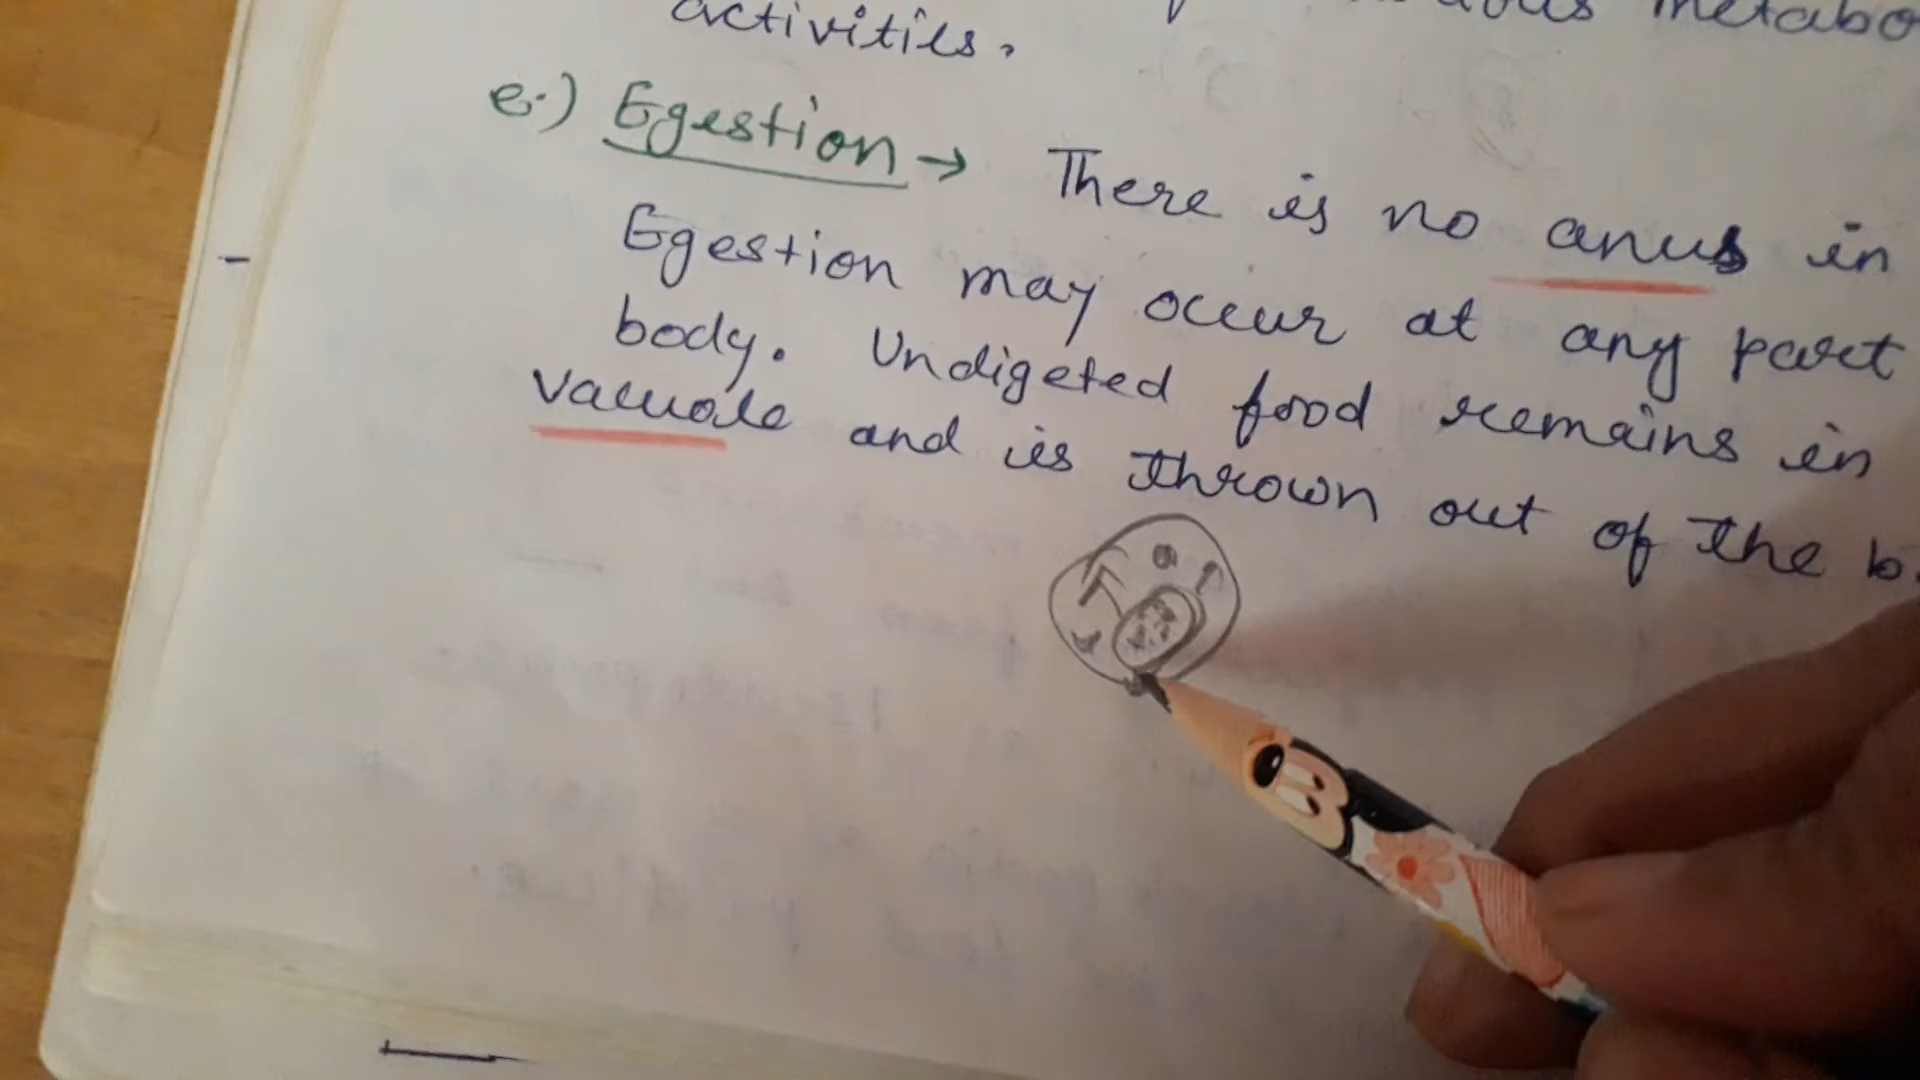 activities.
metabo
e.) Egestion → There is no anus in
Egestion may occur at any part
body. Undigeted food remains in
vacuole and is thrown out of the b